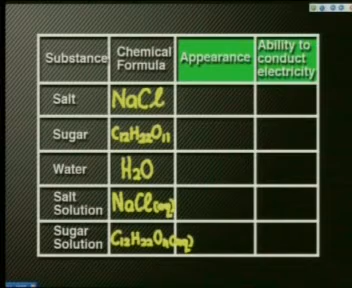 Substance Chemical Formula Appearance Ability to conduct electricity
Salt NaCl
Sugar C₁₂H₂₂O₁₁
Water H₂O
Salt Solution NaCl(aq)
Sugar Solution C₁₂H₂₂O₁₁(aq)